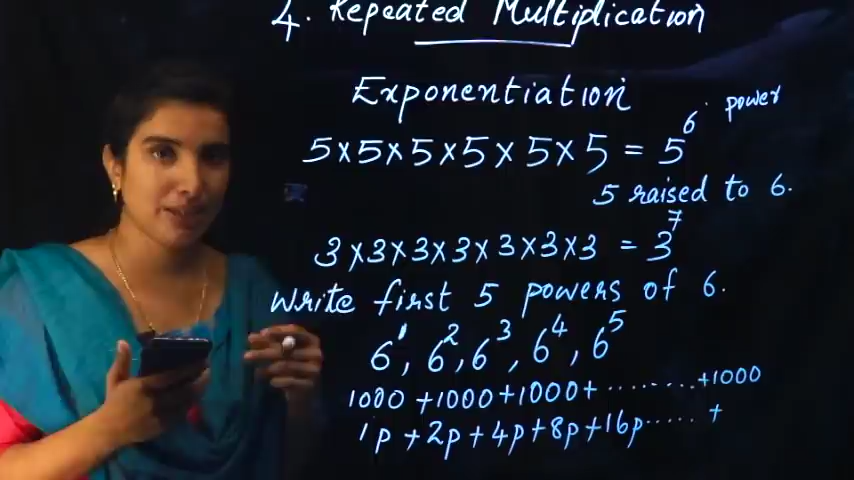 4. Repeated Multiplication
Exponentiation
5×5×5×5×5×5 = 5⁶ power
5 raised to 6.
3×3×3×3×3×3×3 = 3⁷
Write first 5 powers of 6.
6¹, 6², 6³, 6⁴, 6⁵
1000 + 1000 + 1000 + ......... + 1000
1p + 2p + 4p + 8p + 16p ...... +